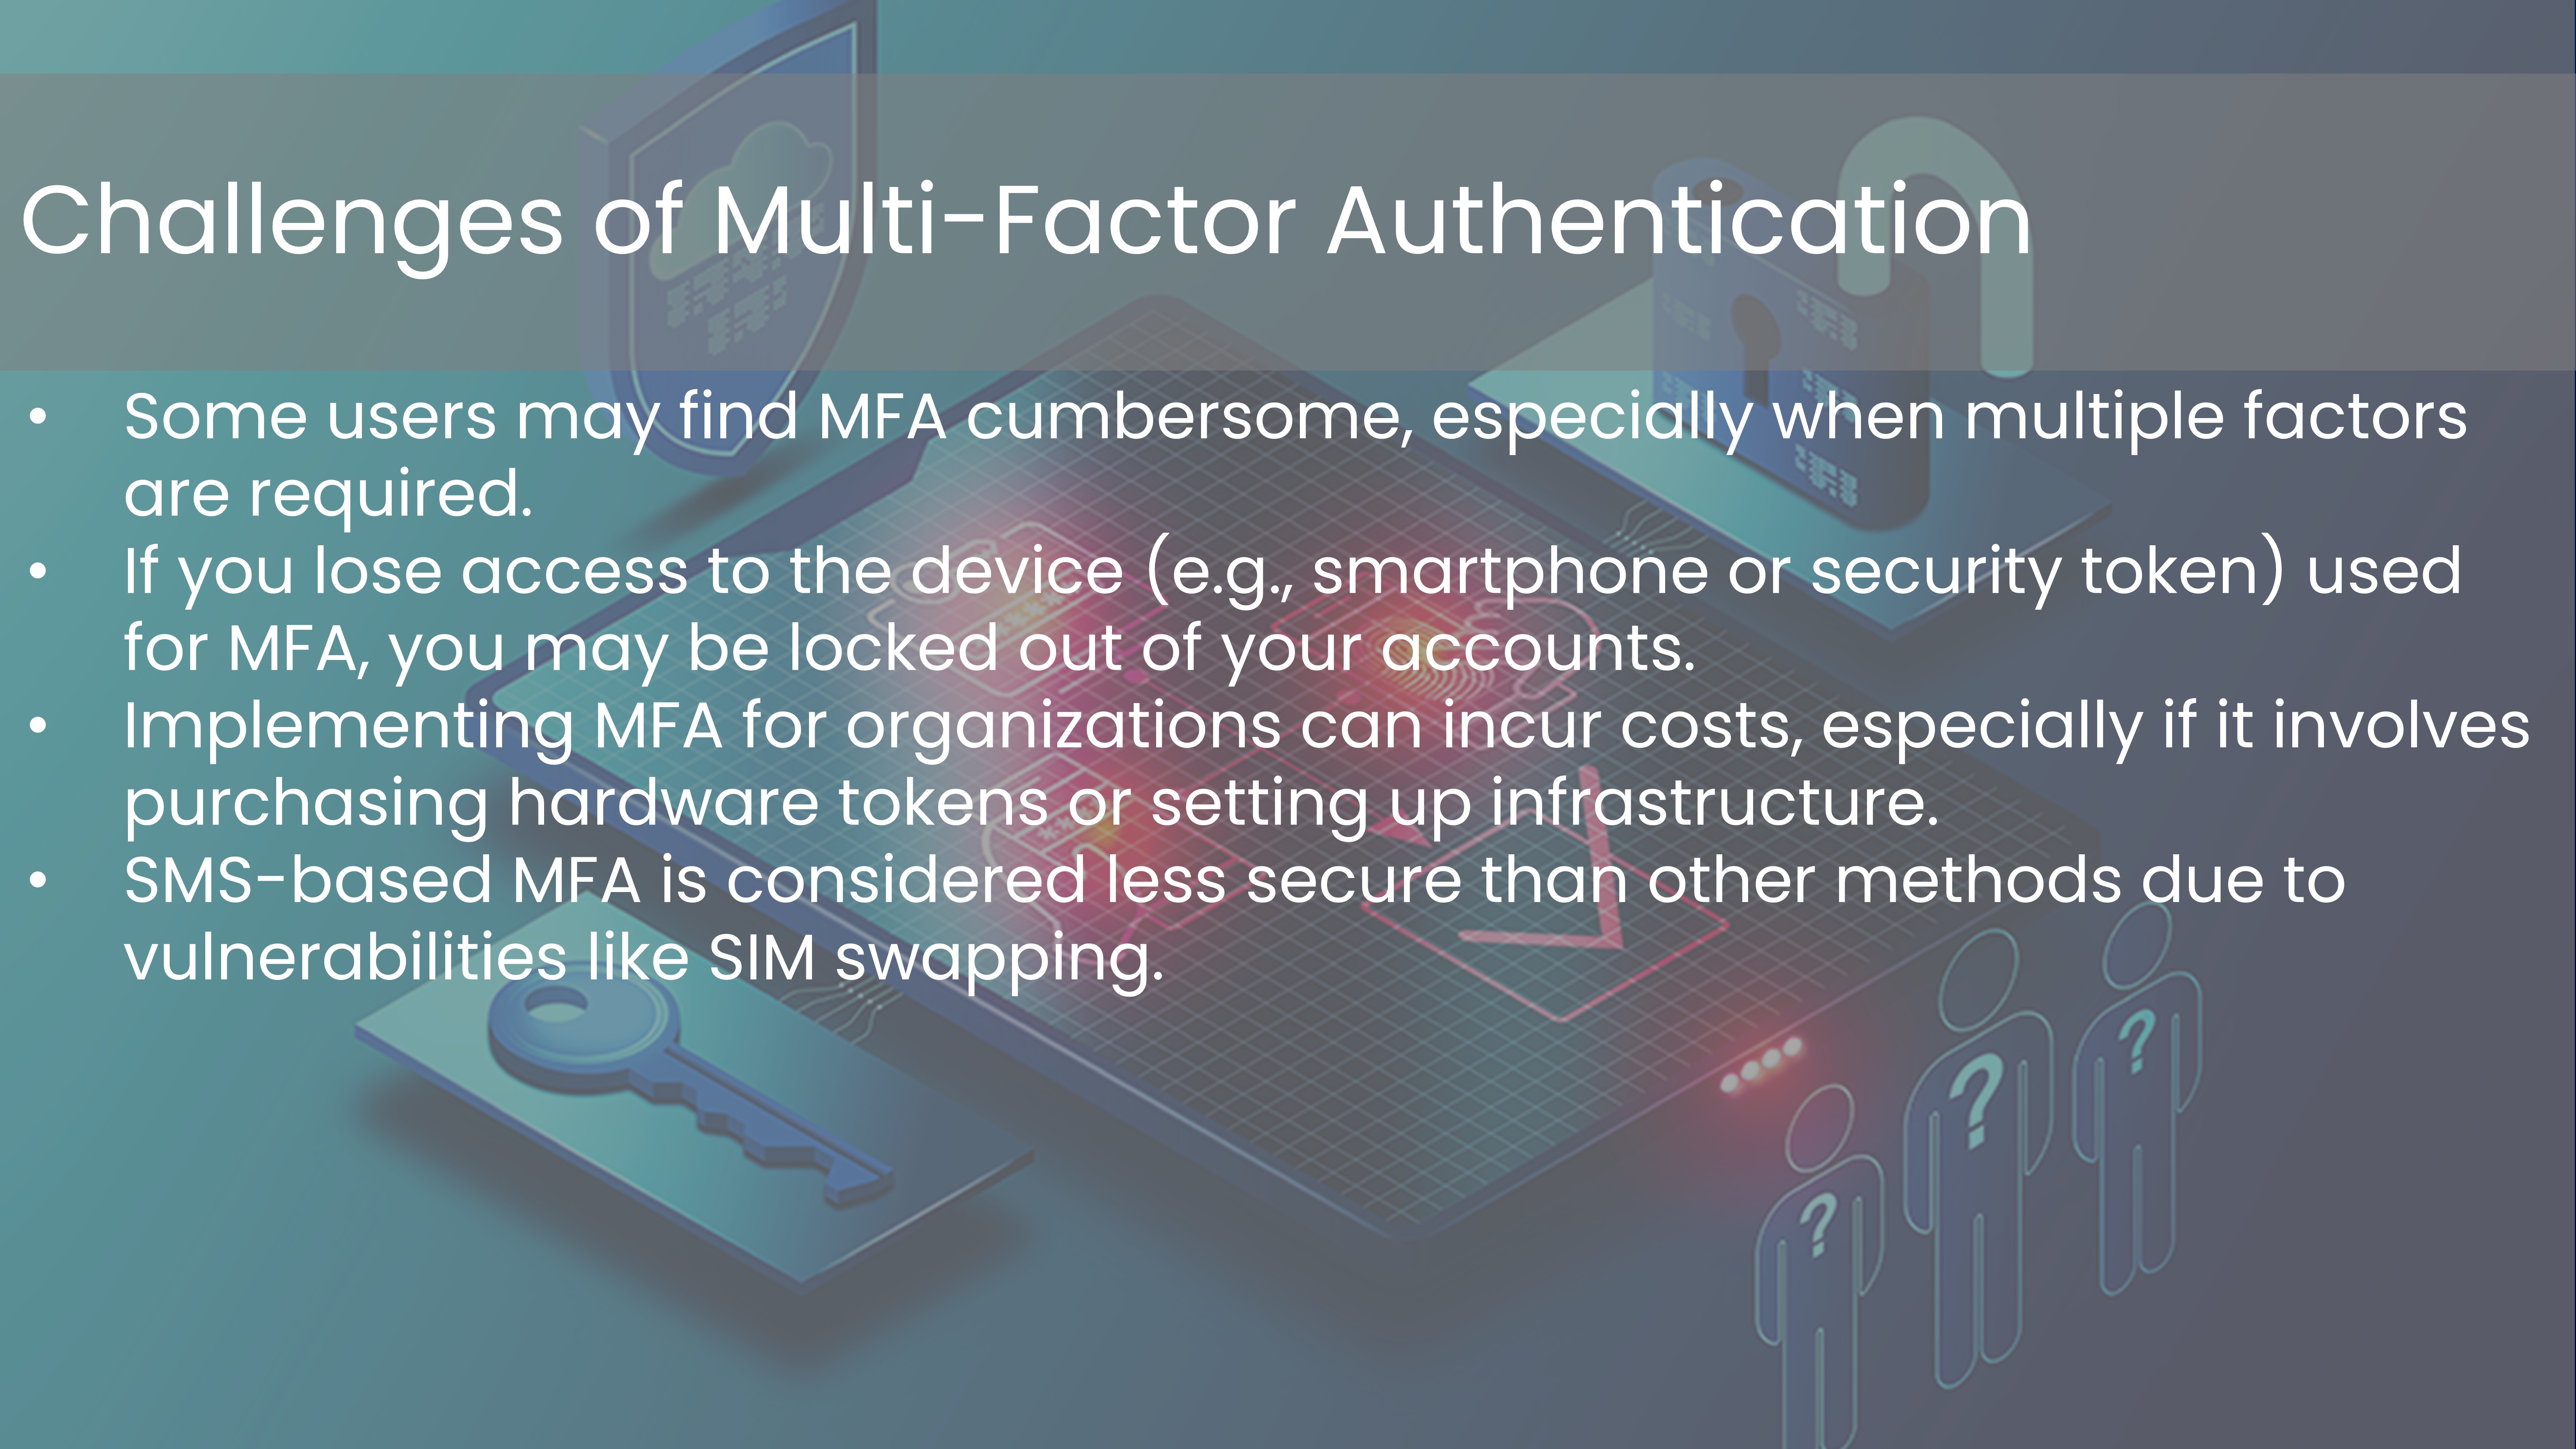 Challenges of Multi-Factor Authentication
• Some users may find MFA cumbersome, especially when multiple factors
are required.
• If you lose access to the device (e.g., smartphone or security token) used
for MFA, you may be locked out of your accounts.
• Implementing MFA for organizations can incur costs, especially if it involves
purchasing hardware tokens or setting up infrastructure.
• SMS-based MFA is considered less secure than other methods due to
vulnerabilities like SIM swapping.
?
?
?